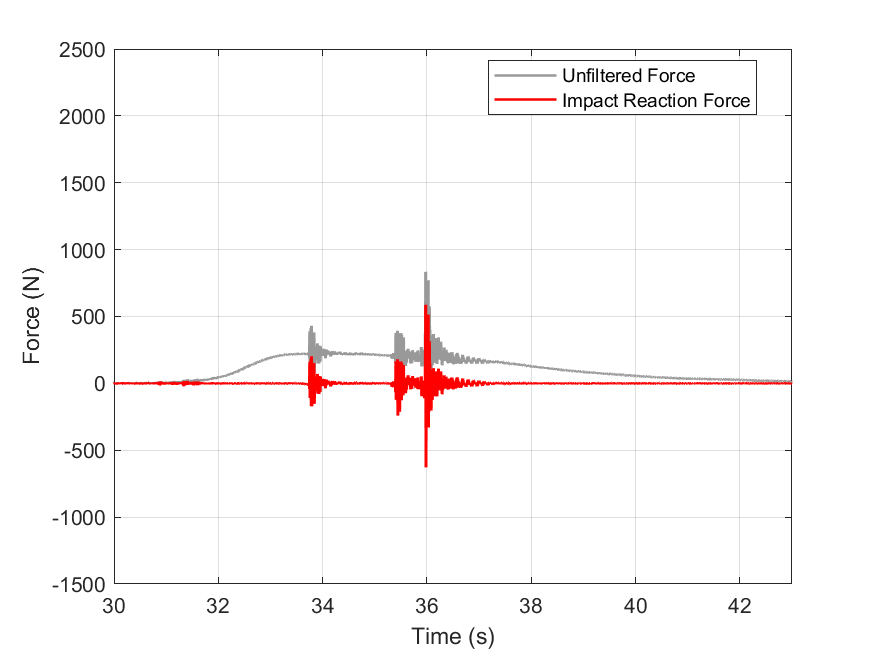 Unfiltered Force
Impact Reaction Force
2500
2000
1500
1000
500
0
-500
-1000
-1500
Force (N)
30 32 34 36 38 40 42
Time (s)